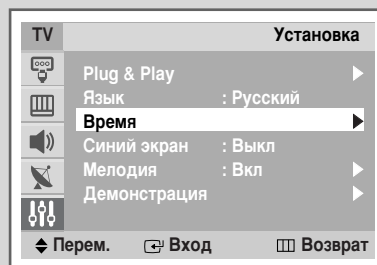 TV Установка
Plug & Play
Язык : Русский
Время
Синий экран : Выкл
Мелодия : Вкл
Демонстрация
Перем. Вход Возврат